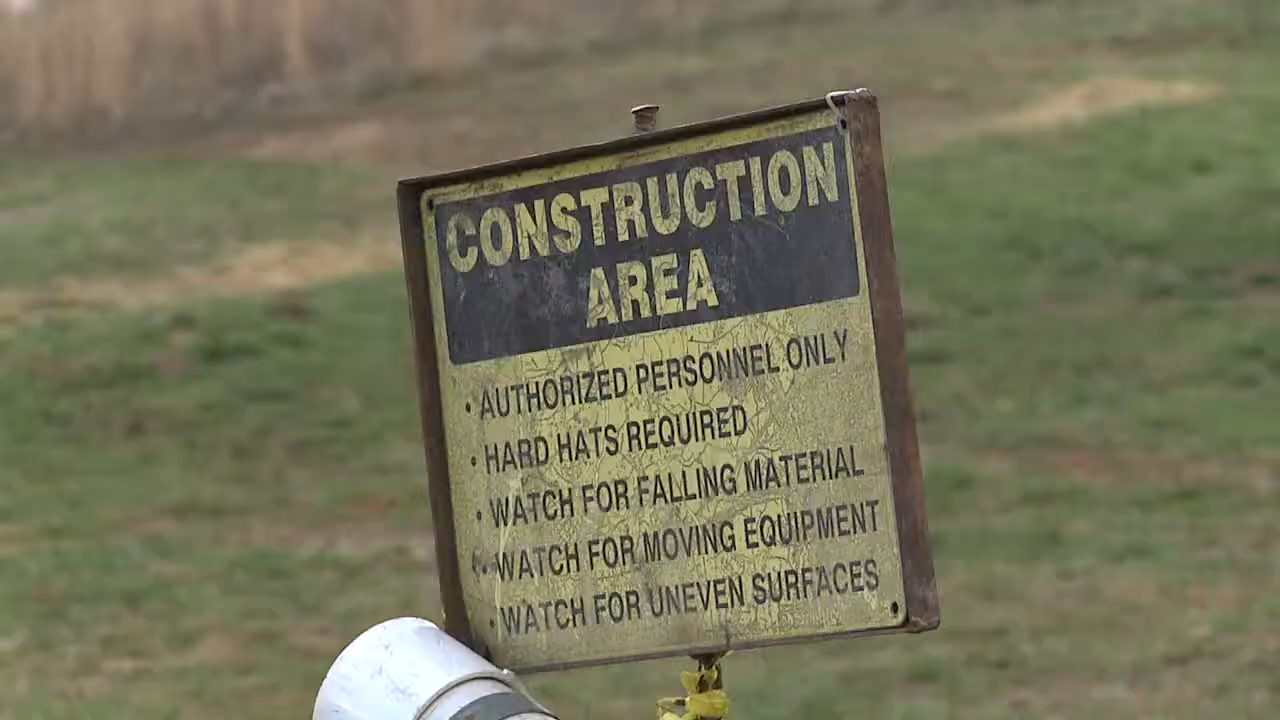 CONSTRUCTION
AREA
• AUTHORIZED PERSONNEL ONLY
• HARD HATS REQUIRED
• WATCH FOR FALLING MATERIAL
• WATCH FOR MOVING EQUIPMENT
• WATCH FOR UNEVEN SURFACES